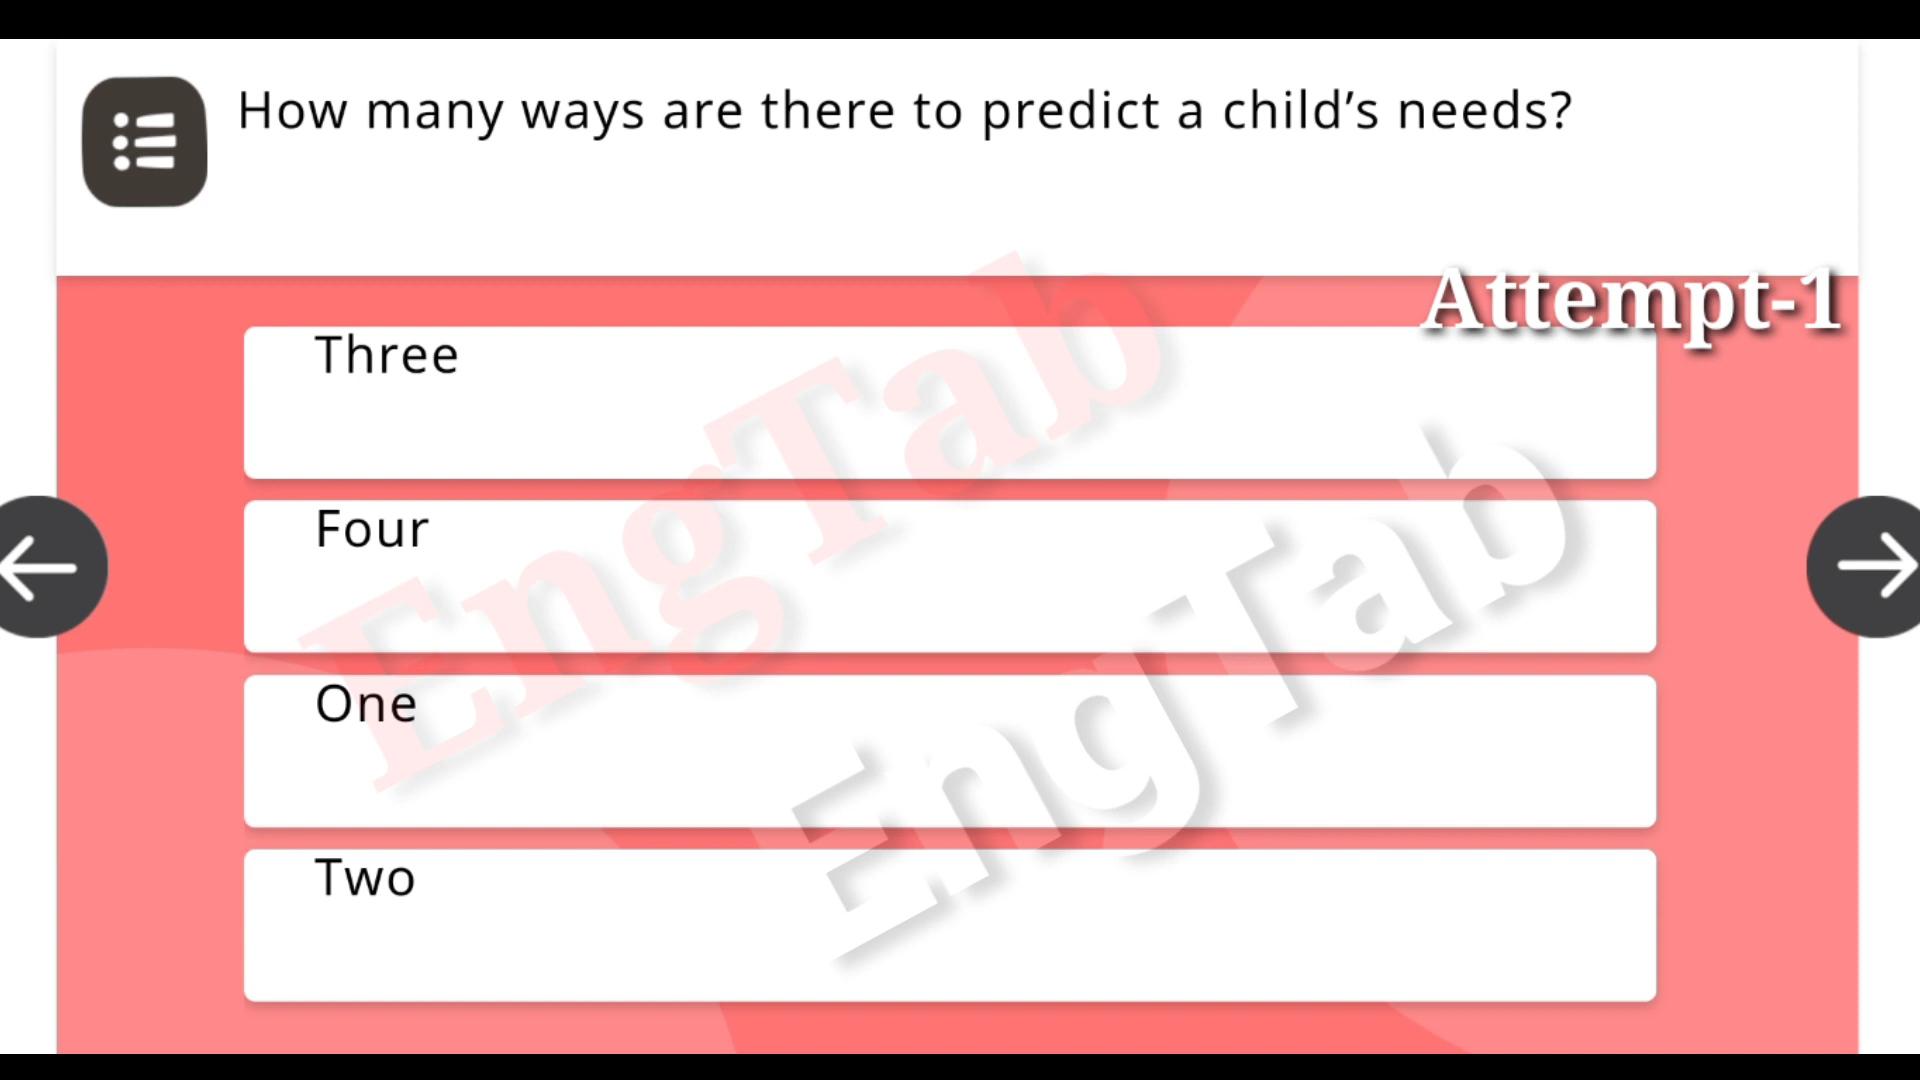 How many ways are there to predict a child’s needs?
Attempt-1
Three
Four
One
Two
EngTab
EngTab